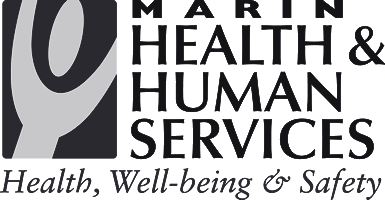 MARIN
HEALTH &
HUMAN
SERVICES
Health, Well-being & Safety